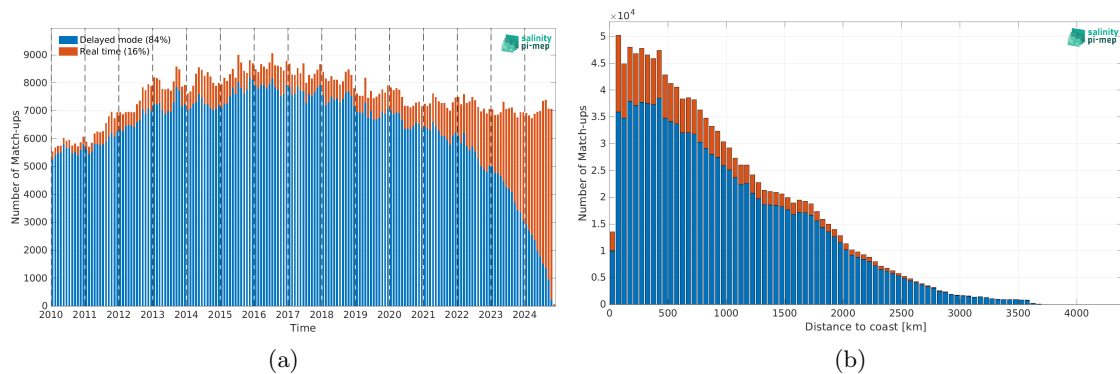 Delayed mode (84%)
Real time (16%)
salinity
pi-mep
Number of Match-ups
9000
8000
7000
6000
5000
4000
3000
2000
1000
0
2010 2011 2012 2013 2014 2015 2016 2017 2018 2019 2020 2021 2022 2023 2024
Time
(a)
×10⁴
salinity
pi-mep
Number of Match-ups
5
4.5
4
3.5
3
2.5
2
1.5
1
0.5
0
0 500 1000 1500 2000 2500 3000 3500 4000
Distance to coast [km]
(b)